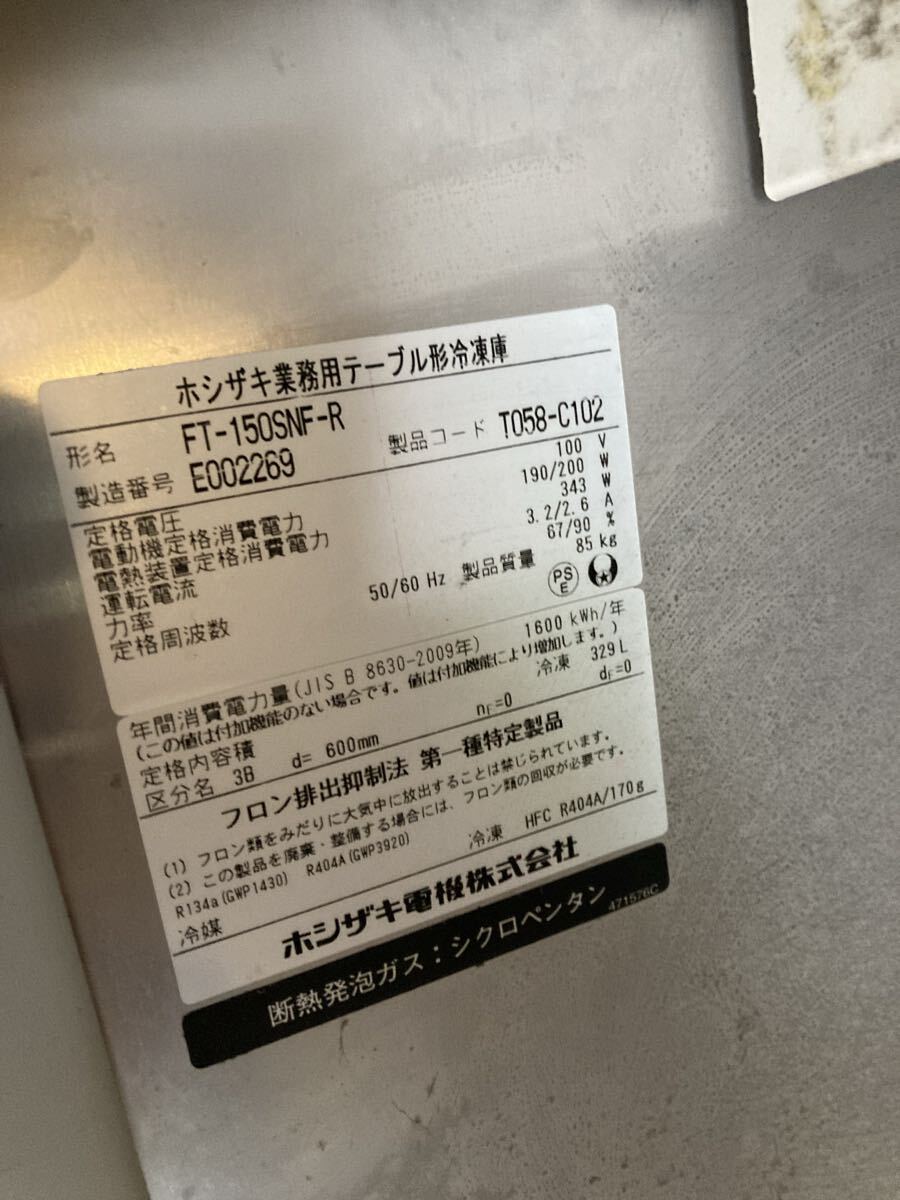 ホシザキ業務用テーブル形冷凍庫
形名 FT-150SNF-R 製品コード T058-C102
製造番号 E002269
定格電圧 100 V
電動機定格消費電力 190/200 W
電熱装置定格消費電力 343 W
運転電流 3.2/2.6 A
力率 67/90 %
定格周波数 50/60 Hz 製品質量 85 kg
PS
E
年間消費電力量(JIS B 8630-2009年) 1600 kWh/年
(この値は付加機能のない場合です。値は付加機能により増加します。)
定格内容積 冷凍 329 L
区分名 3B d= 600mm nF=0 dF=0
フロン排出抑制法 第一種特定製品
(1) フロン類をみだりに大気中に放出することは禁じられています。
(2) この製品を廃棄・整備する場合には、フロン類の回収が必要です。
R134a(GWP1430) R404A(GWP3920)
冷媒 冷凍 HFC R404A/170g
ホシザキ電機株式会社
断熱発泡ガス：シクロペンタン
471576C